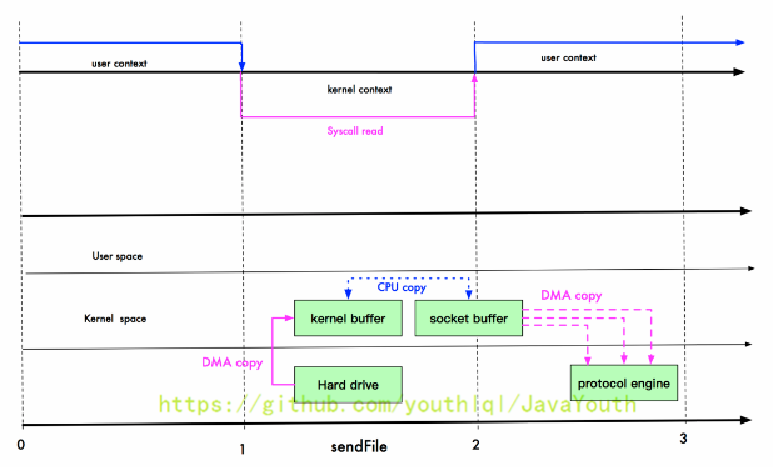 user context
user context
kernel context
Syscall read
User space
CPU copy
DMA copy
Kernel space
kernel buffer
socket buffer
DMA copy
Hard drive
protocol engine
https://github.com/youthlql/JavaYouth
0
1
sendFile
2
3